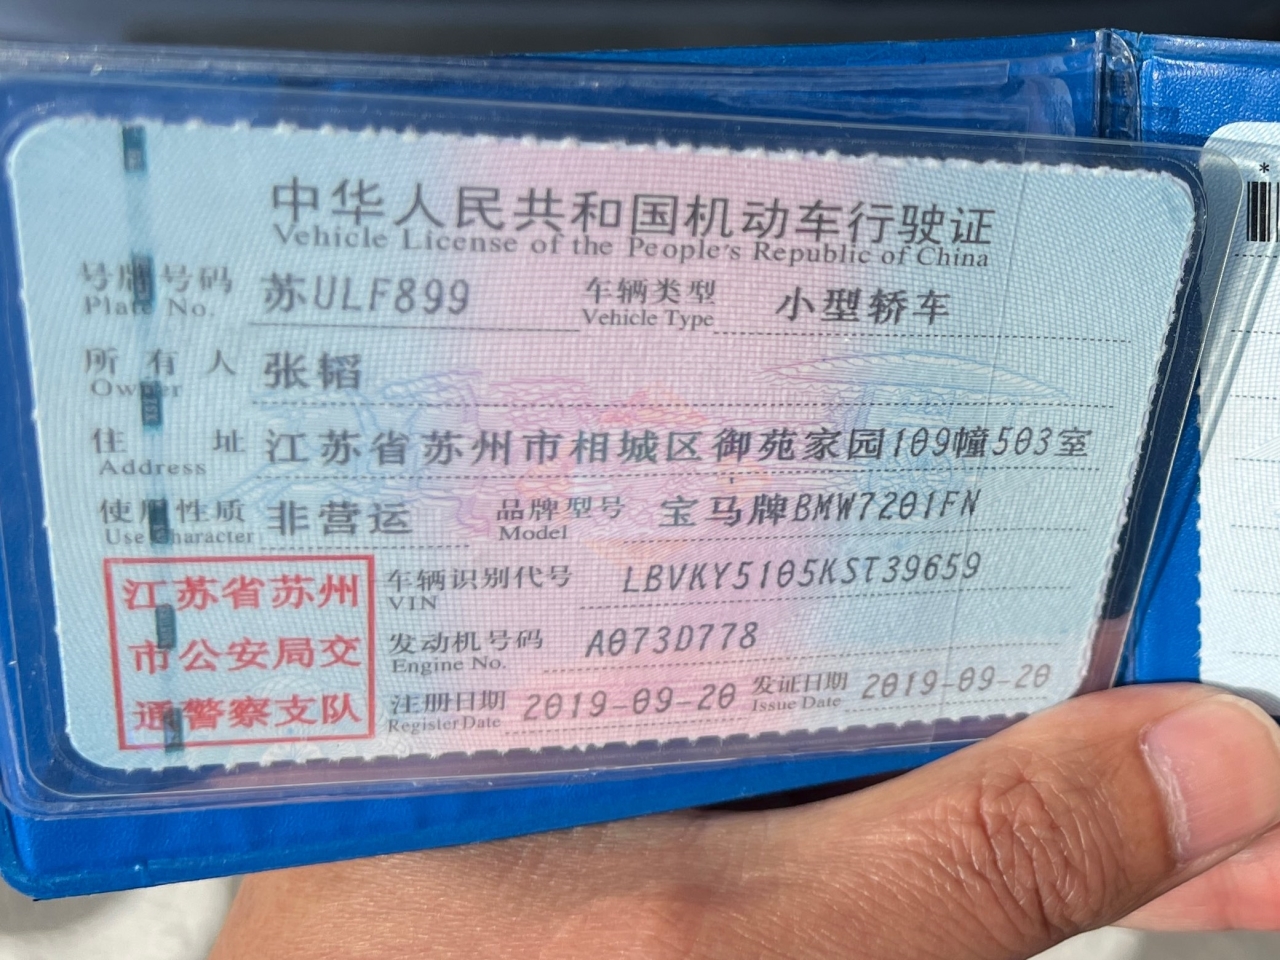 中华人民共和国机动车行驶证
Vehicle License of the People's Republic of China
号牌号码 苏ULF899 车辆类型 小型轿车
Plate No. Vehicle Type
所有人 张韬
Owner
住址 江苏省苏州市相城区御苑家园109幢503室
Address
使用性质 非营运 品牌型号 宝马牌BMW7201FN
Use Character Model
江苏省苏州
市公安局交
通警察支队
车辆识别代号 LBVKY5105KST39659
VIN
发动机号码 A073D778
Engine No.
注册日期 2019-09-20 发证日期 2019-09-20
Register Date Issue Date
*